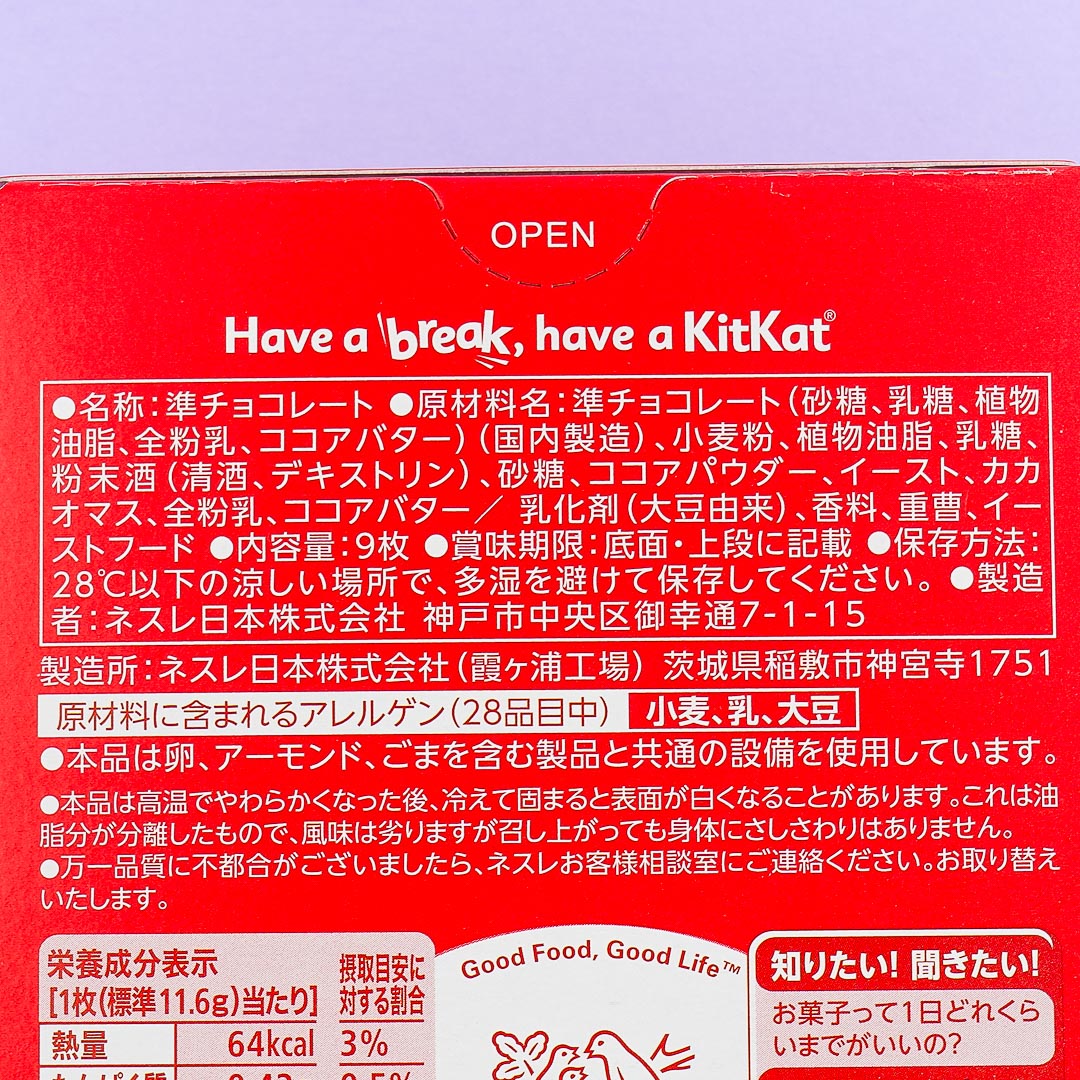 OPEN
Have a break, have a KitKat®
●名称：準チョコレート ●原材料名：準チョコレート（砂糖、乳糖、植物
油脂、全粉乳、ココアバター）（国内製造）、小麦粉、植物油脂、乳糖、
粉末酒（清酒、デキストリン）、砂糖、ココアパウダー、イースト、カカ
オマス、全粉乳、ココアバター／ 乳化剤（大豆由来）、香料、重曹、イー
ストフード ●内容量：9枚 ●賞味期限：底面・上段に記載 ●保存方法：
28℃以下の涼しい場所で、多湿を避けて保存してください。 ●製造
者：ネスレ日本株式会社 神戸市中央区御幸通7-1-15
製造所：ネスレ日本株式会社（霞ヶ浦工場） 茨城県稲敷市神宮寺1751
原材料に含まれるアレルゲン（28品目中） 小麦、乳、大豆
●本品は卵、アーモンド、ごまを含む製品と共通の設備を使用しています。
●本品は高温でやわらかくなった後、冷えて固まると表面が白くなることがあります。これは油
脂分が分離したもので、風味は劣りますが召し上がっても身体にさしさわりはありません。
●万一品質に不都合がございましたら、ネスレお客様相談室にご連絡ください。お取り替え
いたします。
栄養成分表示
[1枚（標準11.6g）当たり]
摂取目安に
対する割合
熱量 64kcal 3%
Good Food, Good Life™
知りたい！ 聞きたい！
お菓子って1日どれくら
いまでがいいの？